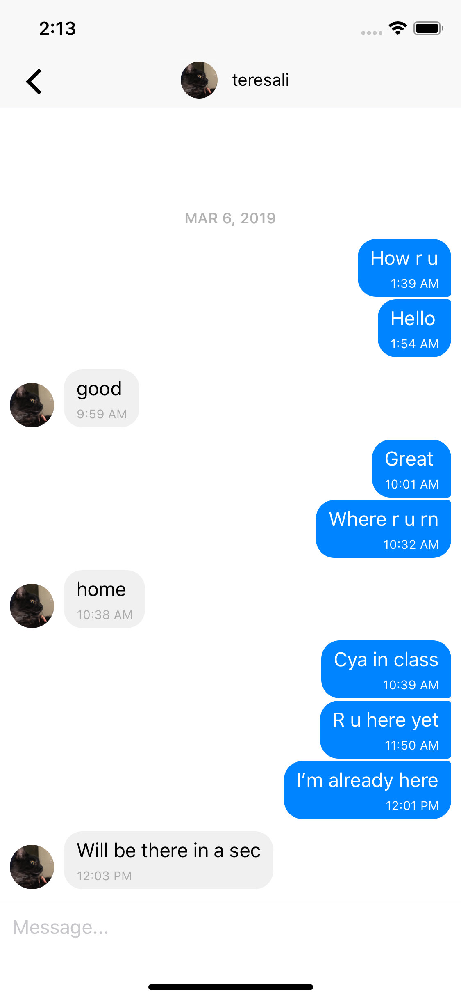 2:13
teresali
MAR 6, 2019
How r u
1:39 AM
Hello
1:54 AM
good
9:59 AM
Great
10:01 AM
Where r u rn
10:32 AM
home
10:38 AM
Cya in class
10:39 AM
R u here yet
11:50 AM
I’m already here
12:01 PM
Will be there in a sec
12:03 PM
Message...